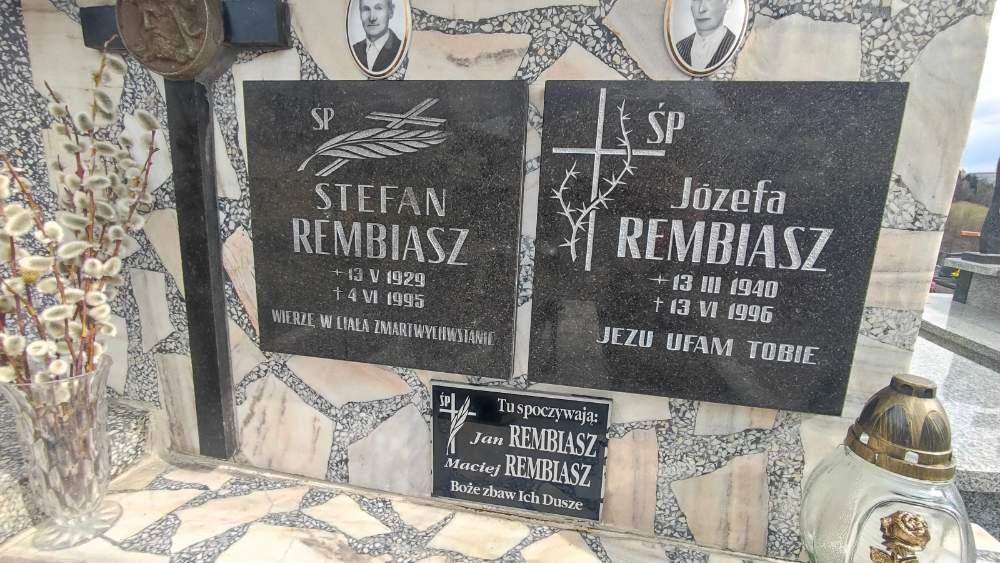 ŚP
STEFAN
REMBIASZ
+ 13 V 1929
+ 4 VI 1995
WIERZĘ W CIAŁA ZMARTWYCHWSTANIE
ŚP
Józefa
REMBIASZ
+ 13 III 1940
+ 13 VI 1996
JEZU UFAM TOBIE
ŚP
Tu spoczywają:
Jan REMBIASZ
Maciej REMBIASZ
Boże zbaw Ich Dusze